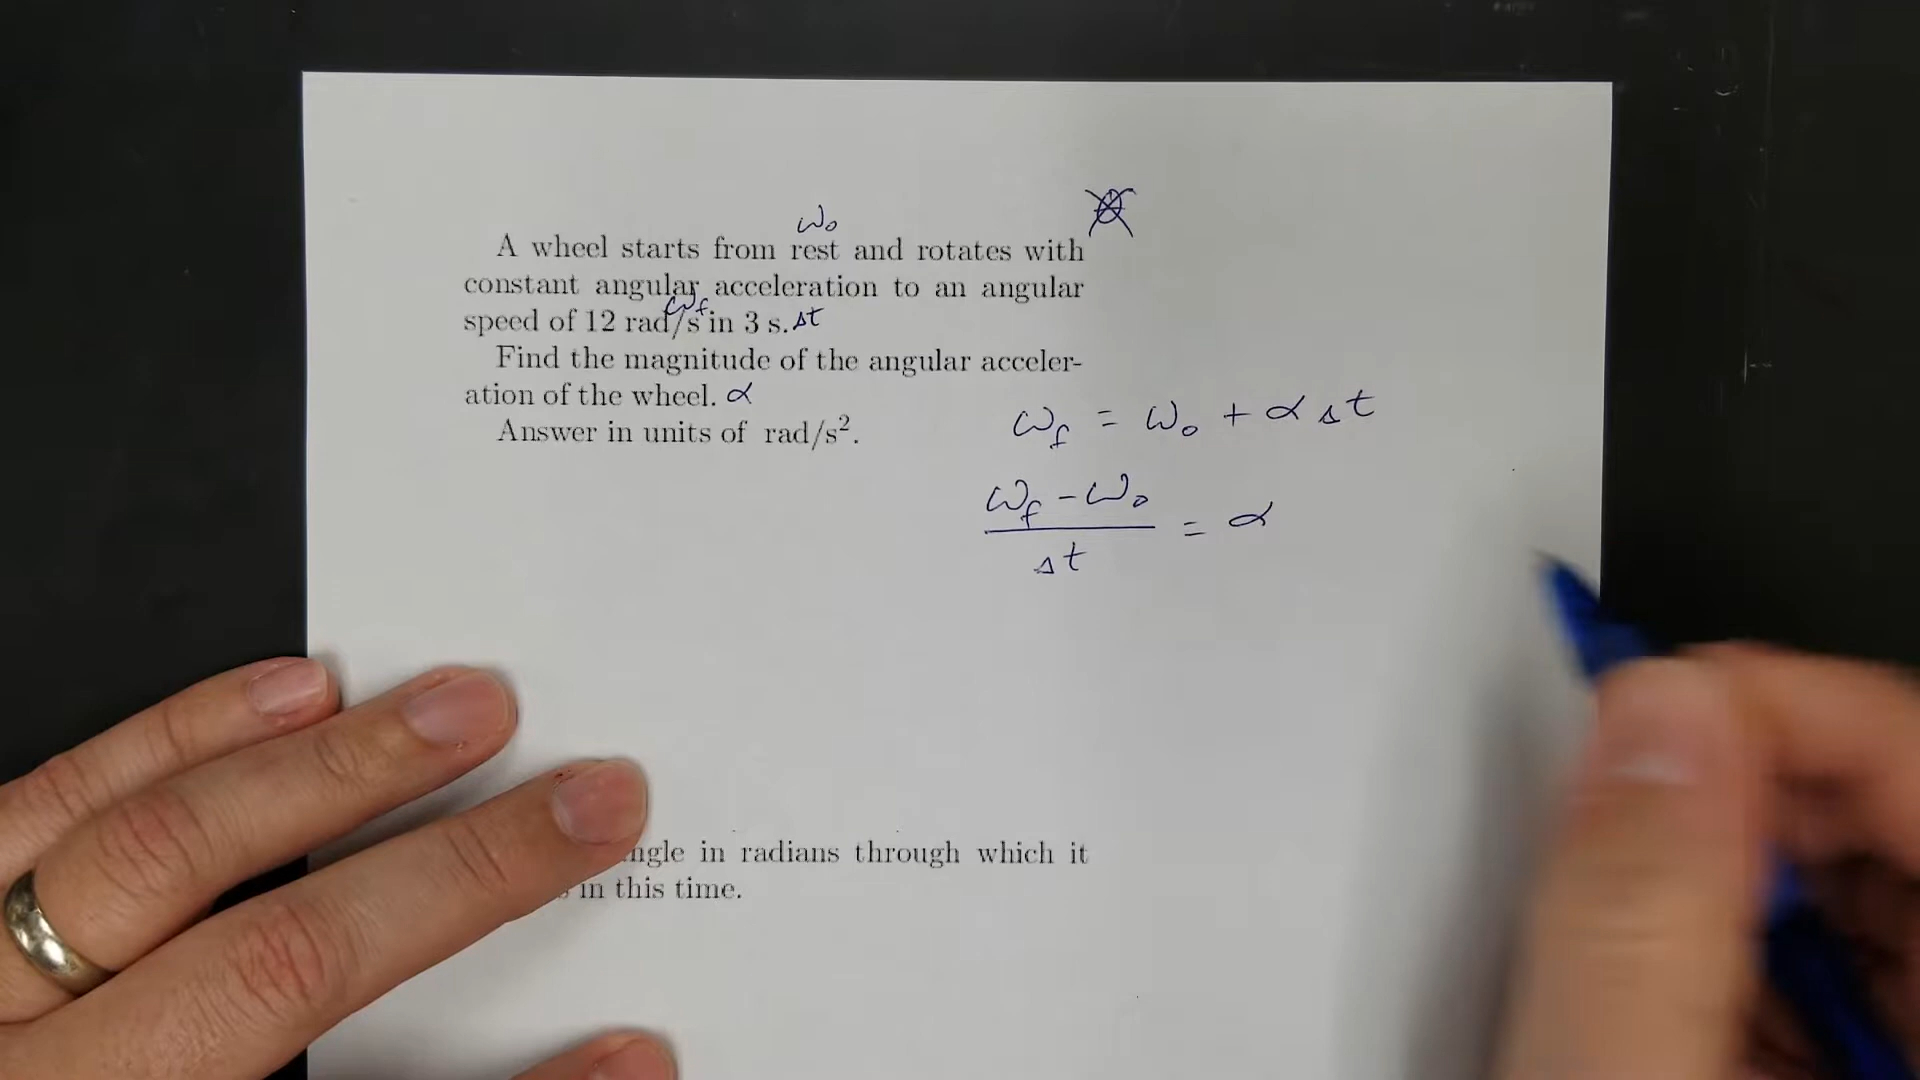 ω₀
A wheel starts from rest and rotates with
constant angular acceleration to an angular
ωf
speed of 12 rad/s in 3 s. Δt
Find the magnitude of the angular acceler-
ation of the wheel. α
Answer in units of rad/s².
ωf = ω₀ + α Δt
ωf - ω₀
Δt
= α
in radians through which it
in this time.